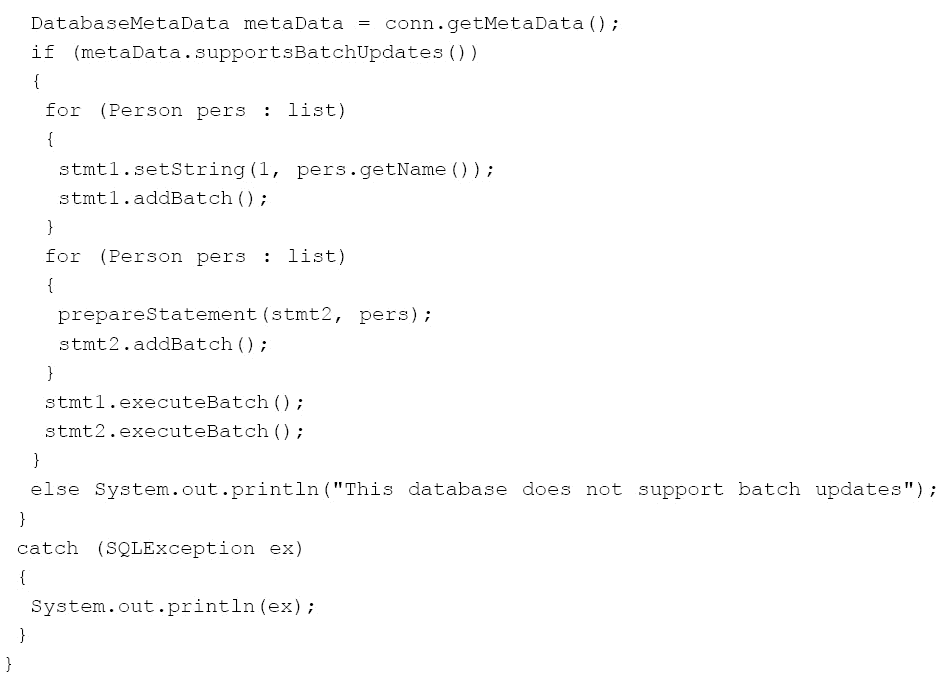 DatabaseMetaData metaData = conn.getMetaData();
if (metaData.supportsBatchUpdates())
{
for (Person pers : list)
{
stmt1.setString(1, pers.getName());
stmt1.addBatch();
}
for (Person pers : list)
{
prepareStatement(stmt2, pers);
stmt2.addBatch();
}
stmt1.executeBatch();
stmt2.executeBatch();
}
else System.out.println("This database does not support batch updates");
}
catch (SQLException ex)
{
System.out.println(ex);
}
}